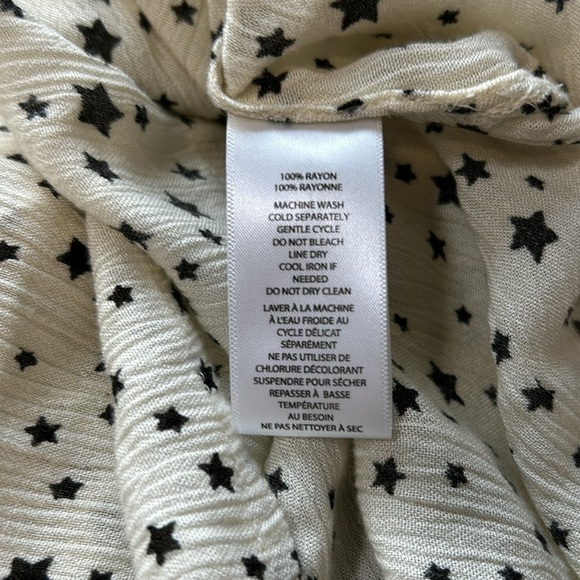 100% RAYON
100% RAYONNE
MACHINE WASH
COLD SEPARATELY
GENTLE CYCLE
DO NOT BLEACH
LINE DRY
COOL IRON IF
NEEDED
DO NOT DRY CLEAN
LAVER À LA MACHINE
À L'EAU FROIDE AU
CYCLE DÉLICAT
SÉPARÉMENT
NE PAS UTILISER DE
CHLORURE DÉCOLORANT
SUSPENDRE POUR SÉCHER
REPASSER À BASSE
TEMPÉRATURE
AU BESOIN
NE PAS NETTOYER À SEC